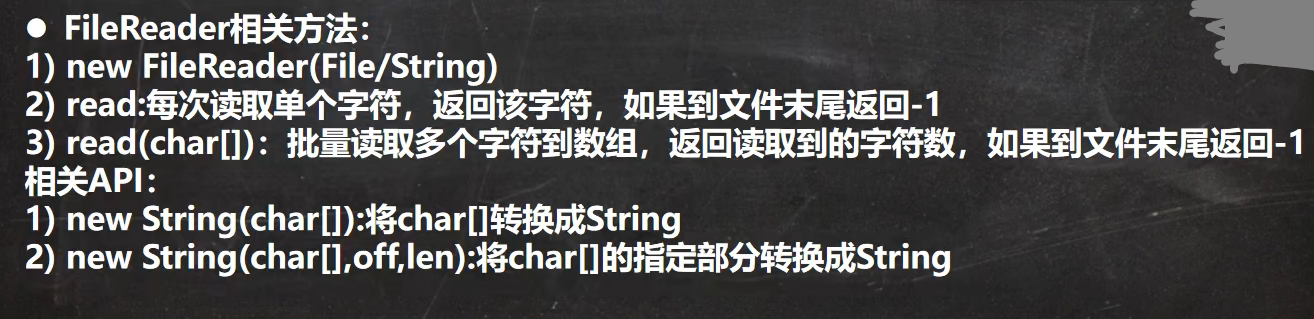 ● FileReader相关方法：
1) new FileReader(File/String)
2) read:每次读取单个字符，返回该字符，如果到文件末尾返回-1
3) read(char[])：批量读取多个字符到数组，返回读取到的字符数，如果到文件末尾返回-1
相关API：
1) new String(char[]):将char[]转换成String
2) new String(char[],off,len):将char[]的指定部分转换成String